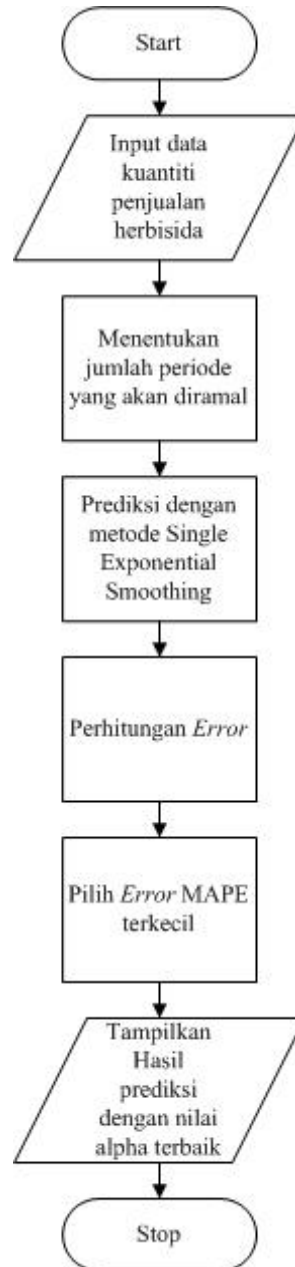 Start
Input data
kuantiti
penjualan
herbisida
Menentukan
jumlah periode
yang akan diramal
Prediksi dengan
metode Single
Exponential
Smoothing
Perhitungan Error
Pilih Error MAPE
terkecil
Tampilkan
Hasil
prediksi
dengan nilai
alpha terbaik
Stop